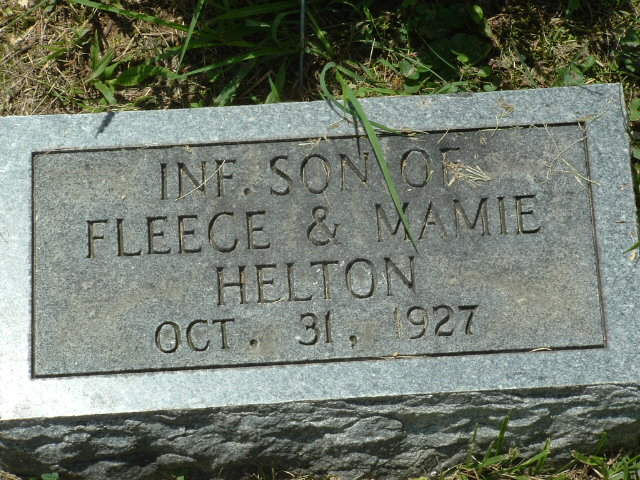 INF. SON OF
FLEECE & MAMIE
HELTON
OCT. 31, 1927